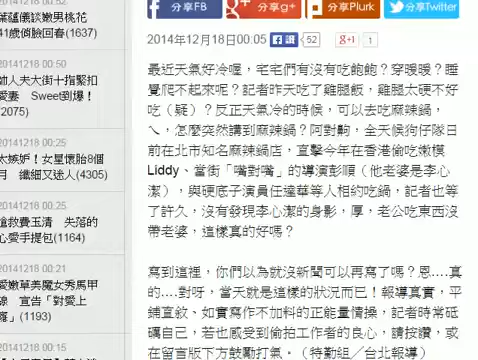 分享FB
分享g+
分享Plurk
分享Twitter
2014年12月18日00:05
讚
52
+1
1
葉蘊儀談嫩男桃花
41歲俏臉回春(1637)
20141218 00:50
帥人夫大街十指緊扣
愛妻 Sweet到爆!
(2075)
20141218 00:25
太嫉妒!女星懷胎8個
月 纖細又迷人(4305)
20141218 00:22
搶救費玉清 失落的
心愛手提包(1164)
20141218 00:21
愛嫩草美魔女秀馬甲
線 宣告「對愛上
癮」(1193)
20141218 00:15
最近天氣好冷喔,宅宅們有沒有吃飽飽?穿暖暖?睡
覺爬不起來呢?記者昨天吃了雞腿飯,雞腿太硬不好
吃(疑)?反正天氣冷的時候,可以去吃麻辣鍋,
ㄟ,怎麼突然講到麻辣鍋?阿對齁,全天候狗仔隊日
前在北市知名麻辣鍋店,直擊今年在香港偷吃嫩模
Liddy、當街「嘴對嘴」的導演彭順(他老婆是李心
潔),與硬底子演員任達華等人相約吃鍋,記者也等
了許久,沒有發現李心潔的身影,厚,老公吃東西沒
帶老婆,這樣真的好嗎?
寫到這裡,你們以為就沒新聞可以再寫了嗎?恩....真
的....對呀,當天就是這樣的狀況而已!報導真實,平
鋪直敘、如實寫作不加料的正能量情操,記者時常砥
礪自己,若也感受到偷拍工作者的良心,請按讚,或
在留言版下方鼓勵打氣。(特勤組／台北報導)